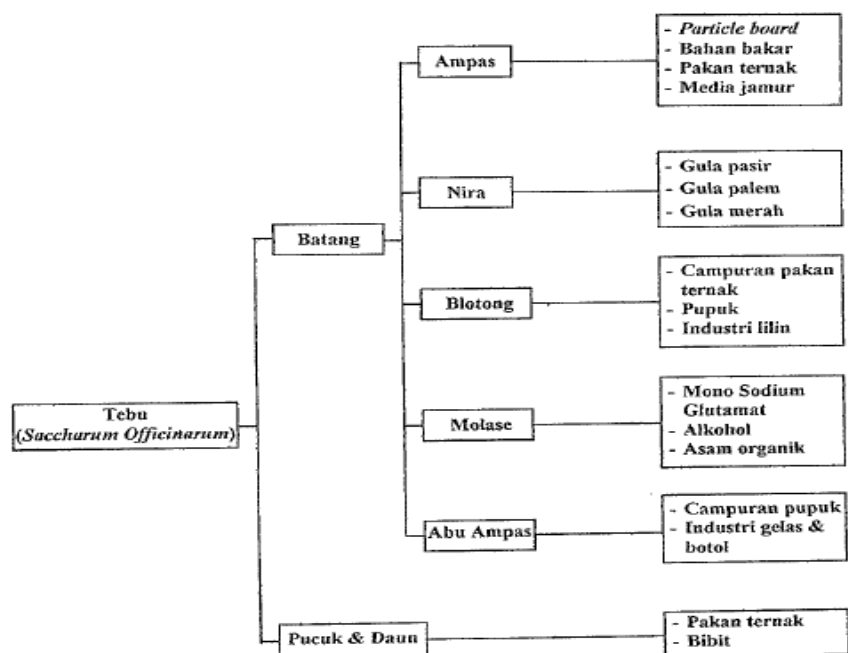 Ampas
- Particle board
- Bahan bakar
- Pakan ternak
- Media jamur
Nira
- Gula pasir
- Gula palem
- Gula merah
Batang
Blotong
- Campuran pakan
ternak
- Pupuk
- Industri lilin
Tebu
(Saccharum Officinarum)
Molase
- Mono Sodium
Glutamat
- Alkohol
- Asam organik
Abu Ampas
- Campuran pupuk
- Industri gelas &
botol
Pucuk & Daun
- Pakan ternak
- Bibit